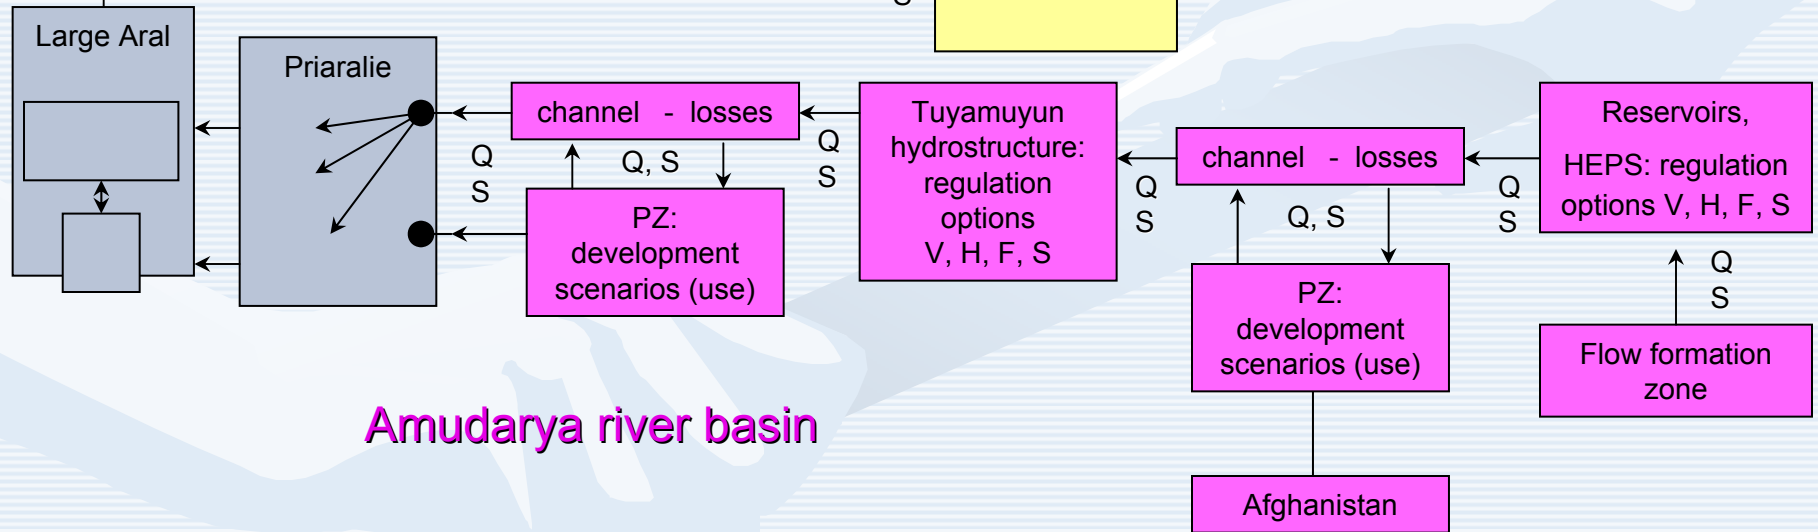 S
Large Aral
Priaralie
channel - losses
Q
S
Q, S
PZ:
development
scenarios (use)
Q
S
Tuyamuyun
hydrostructure:
regulation
options
V, H, F, S
Q
S
channel - losses
Q, S
PZ:
development
scenarios (use)
Afghanistan
Q
S
Reservoirs,
HEPS: regulation
options V, H, F, S
Q
S
Flow formation
zone
Amudarya river basin